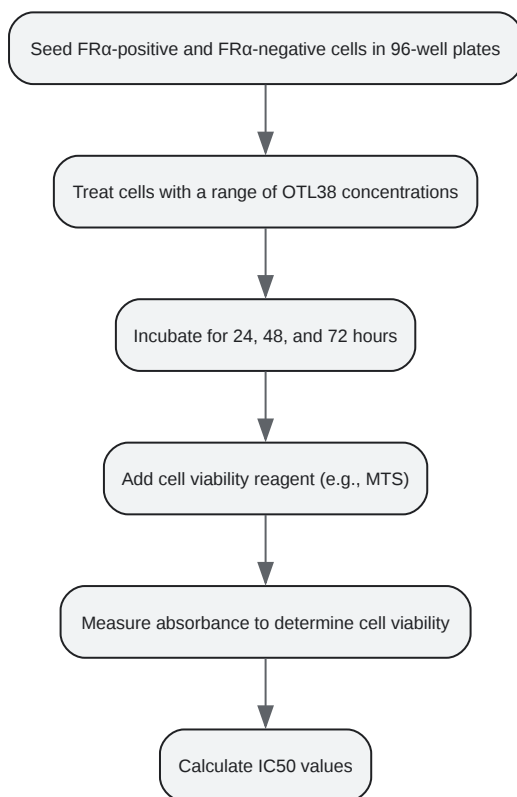 Seed FRα-positive and FRα-negative cells in 96-well plates
Treat cells with a range of OTL38 concentrations
Incubate for 24, 48, and 72 hours
Add cell viability reagent (e.g., MTS)
Measure absorbance to determine cell viability
Calculate IC50 values